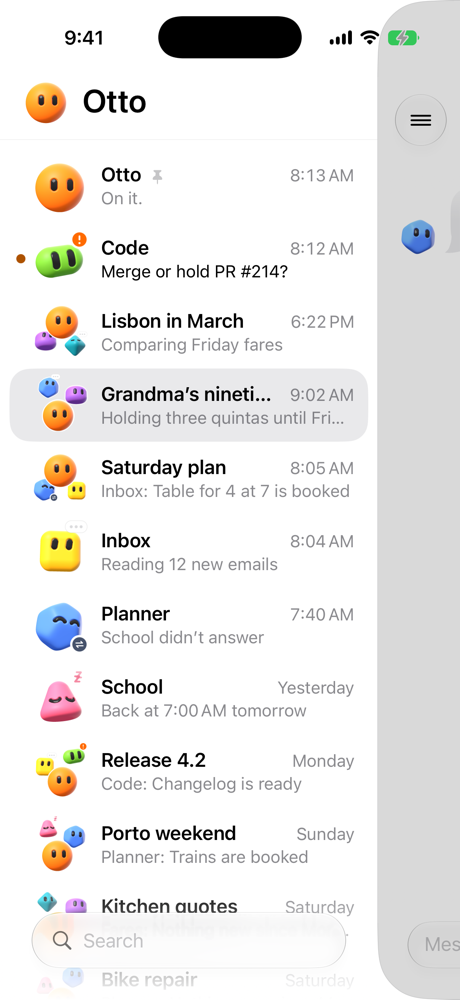 9:41
Otto
Otto
8:13 AM
On it.
Code
8:12 AM
Merge or hold PR #214?
Lisbon in March
6:22 PM
Comparing Friday fares
Grandma’s nineti...
9:02 AM
Holding three quintas until Fri...
Saturday plan
8:05 AM
Inbox: Table for 4 at 7 is booked
Inbox
8:04 AM
Reading 12 new emails
Planner
7:40 AM
School didn’t answer
School
Yesterday
Back at 7:00 AM tomorrow
Release 4.2
Monday
Code: Changelog is ready
Porto weekend
Sunday
Planner: Trains are booked
Kitchen quotes
Saturday
Search
Mes
Bike repair
Saturday